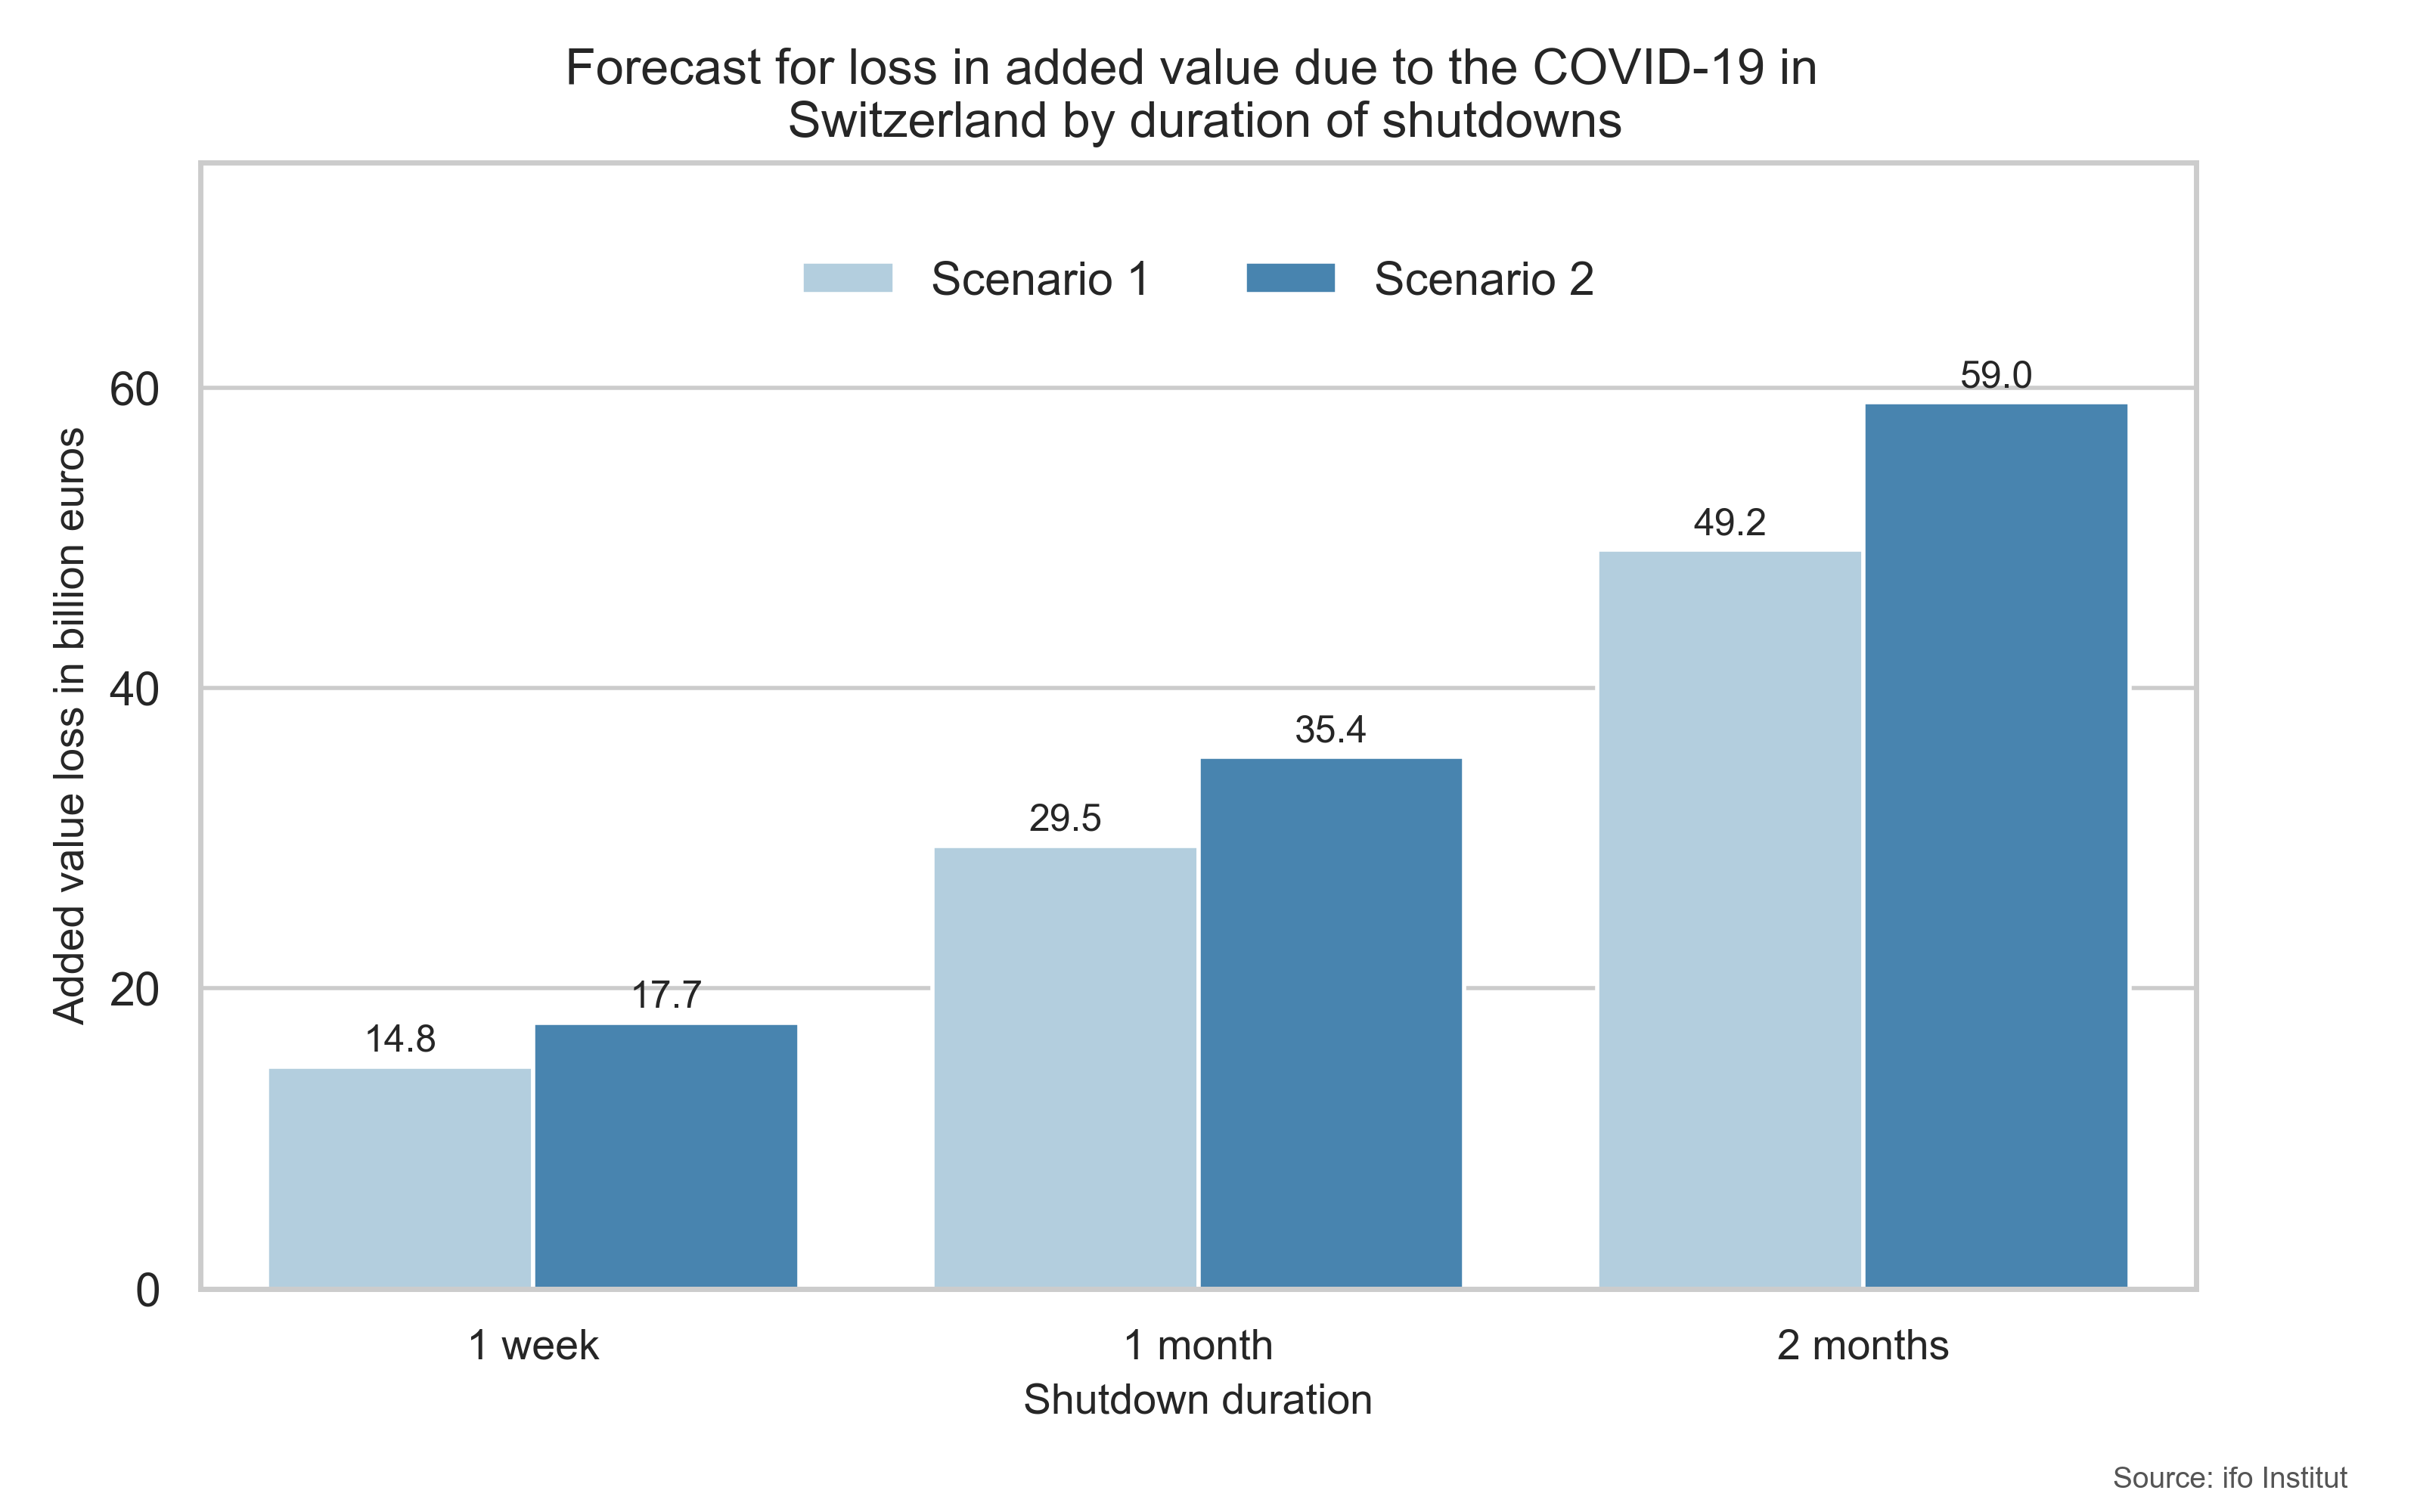 Forecast for loss in added value due to the COVID-19 in
Switzerland by duration of shutdowns
Scenario 1
Scenario 2
Added value loss in billion euros
60
40
20
0
14.8
17.7
29.5
35.4
49.2
59.0
1 week
1 month
2 months
Shutdown duration
Source: ifo Institut